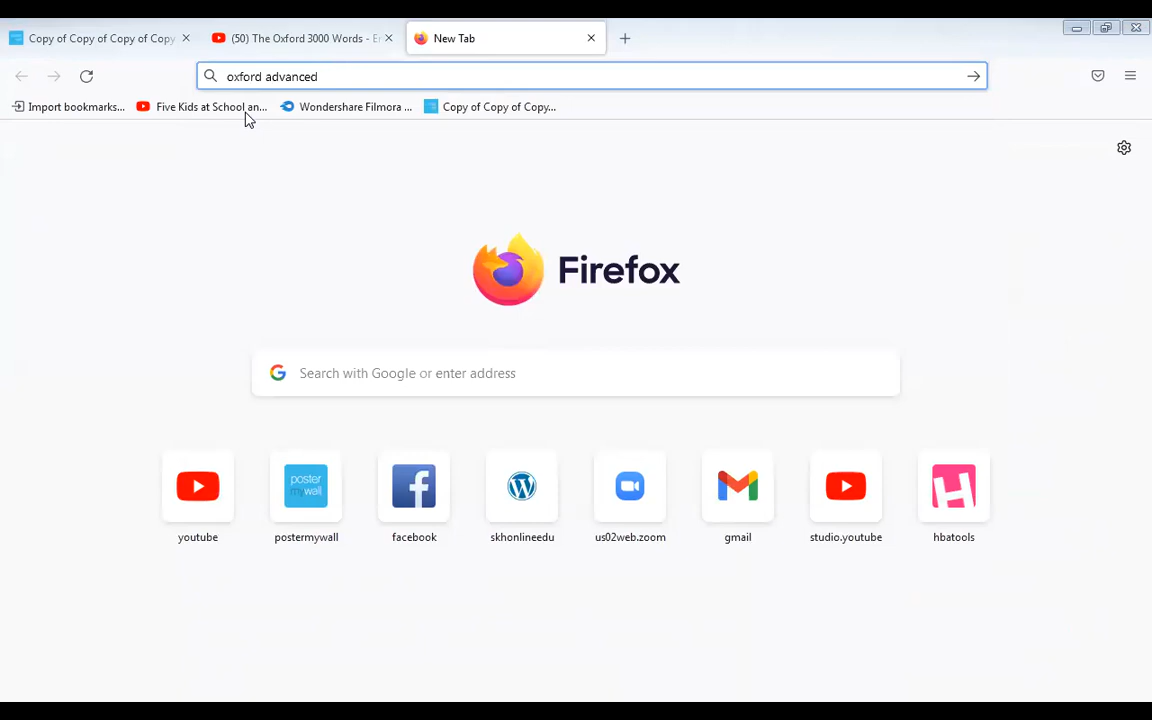 Copy of Copy of Copy of Copy
(50) The Oxford 3000 Words - Er
New Tab
oxford advanced
Import bookmarks...
Five Kids at School an...
Wondershare Filmora ...
Copy of Copy of Copy...
Firefox
Search with Google or enter address
poster
mywall
youtube
postermywall
facebook
skhonlineedu
us02web.zoom
gmail
studio.youtube
hbatools